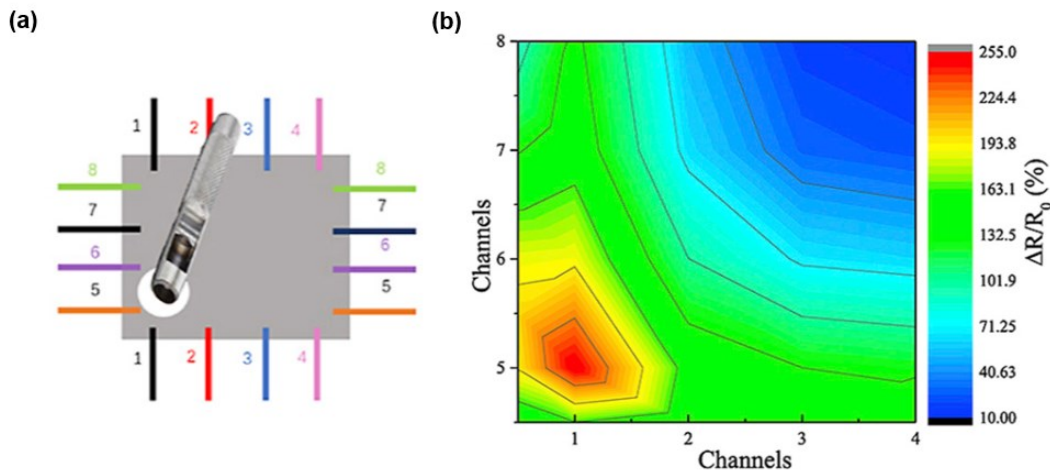 (a)
1 2 3 4
8 8
7 7
6 6
5 5
1 2 3 4
(b)
8
7
6
5
Channels
1 2 3 4
Channels
255.0
224.4
193.8
163.1
132.5
101.9
71.25
40.63
10.00
ΔR/R₀ (%)